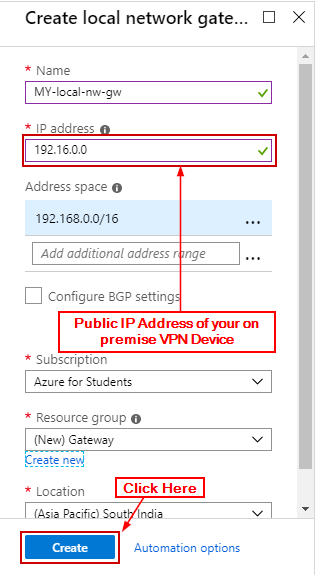 Create local network gate...
* Name
MY-local-nw-gw
* IP address
192.16.0.0
Address space
192.168.0.0/16
...
Add additional address range
...
Configure BGP settings
Public IP Address of your on
premise VPN Device
* Subscription
Azure for Students
* Resource group
(New) Gateway
Create new
* Location
Click Here
(Asia Pacific) South India
Create
Automation options